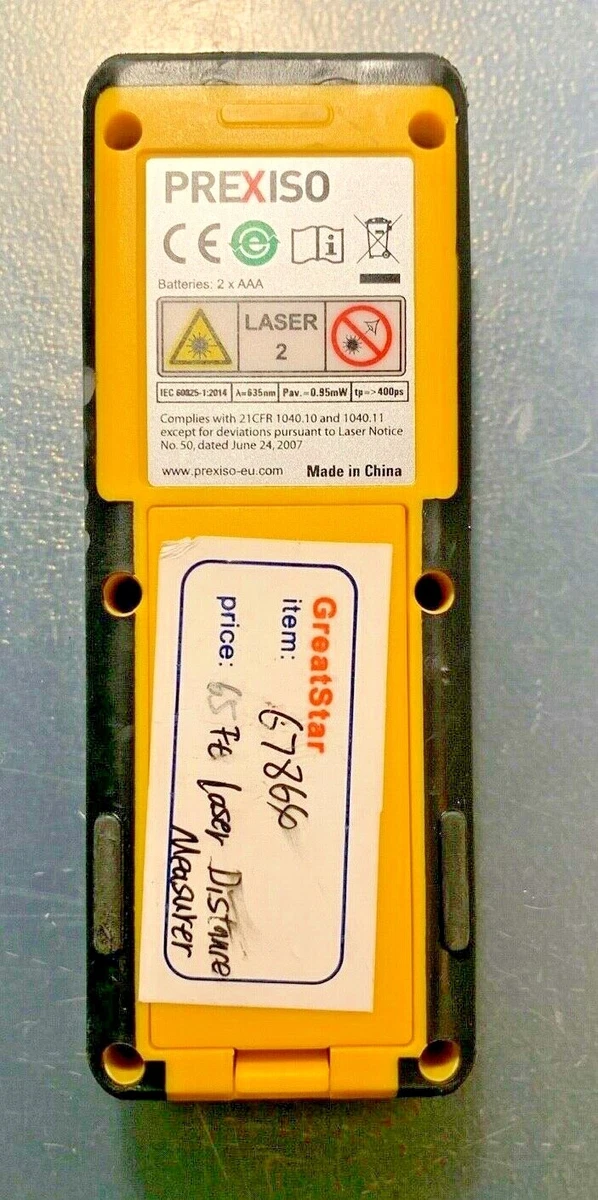 PREXISO
CE
Batteries: 2 x AAA
LASER
2
IEC 60825-1:2014 λ=635nm Pav.=0.95mW tp=>400ps
Complies with 21CFR 1040.10 and 1040.11
except for deviations pursuant to Laser Notice
No. 50, dated June 24, 2007
www.prexiso-eu.com Made in China
GreatStar
item: 67866
price: 65 Ft Laser Distance
Measurer